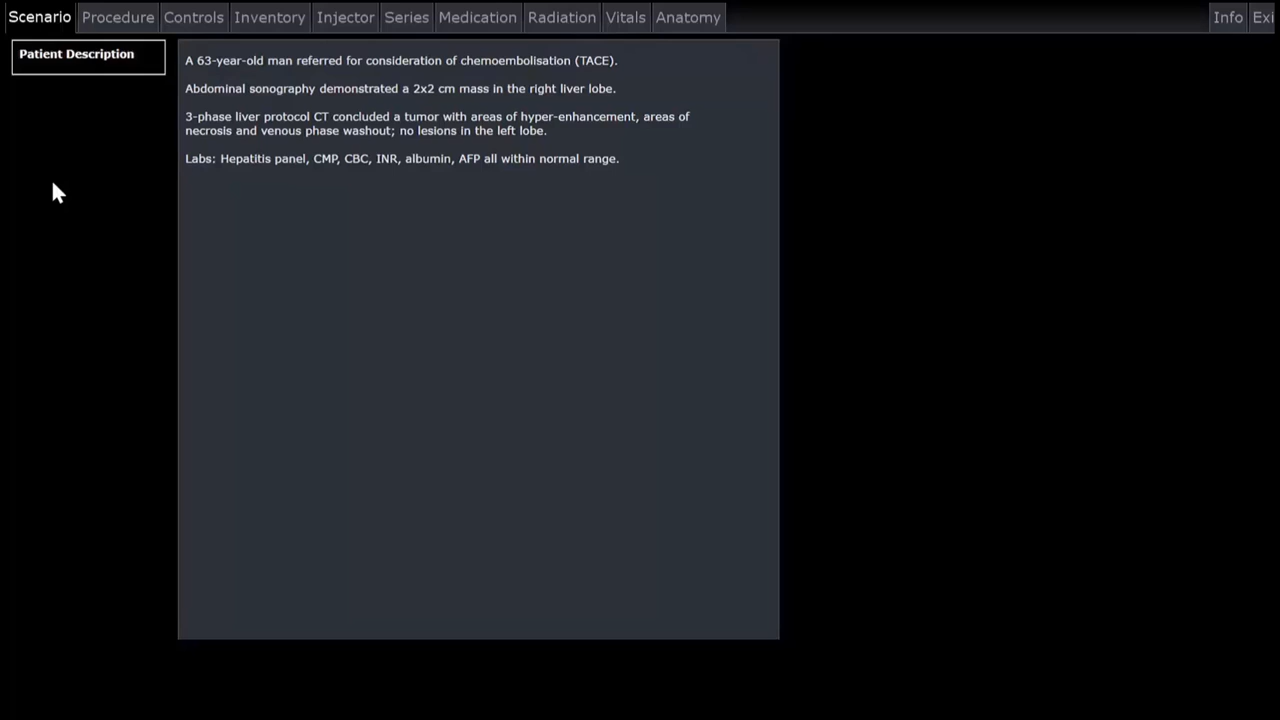 Scenario Procedure Controls Inventory Injector Series Medication Radiation Vitals Anatomy Info Exi
Patient Description
A 63-year-old man referred for consideration of chemoembolisation (TACE).
Abdominal sonography demonstrated a 2x2 cm mass in the right liver lobe.
3-phase liver protocol CT concluded a tumor with areas of hyper-enhancement, areas of
necrosis and venous phase washout; no lesions in the left lobe.
Labs: Hepatitis panel, CMP, CBC, INR, albumin, AFP all within normal range.